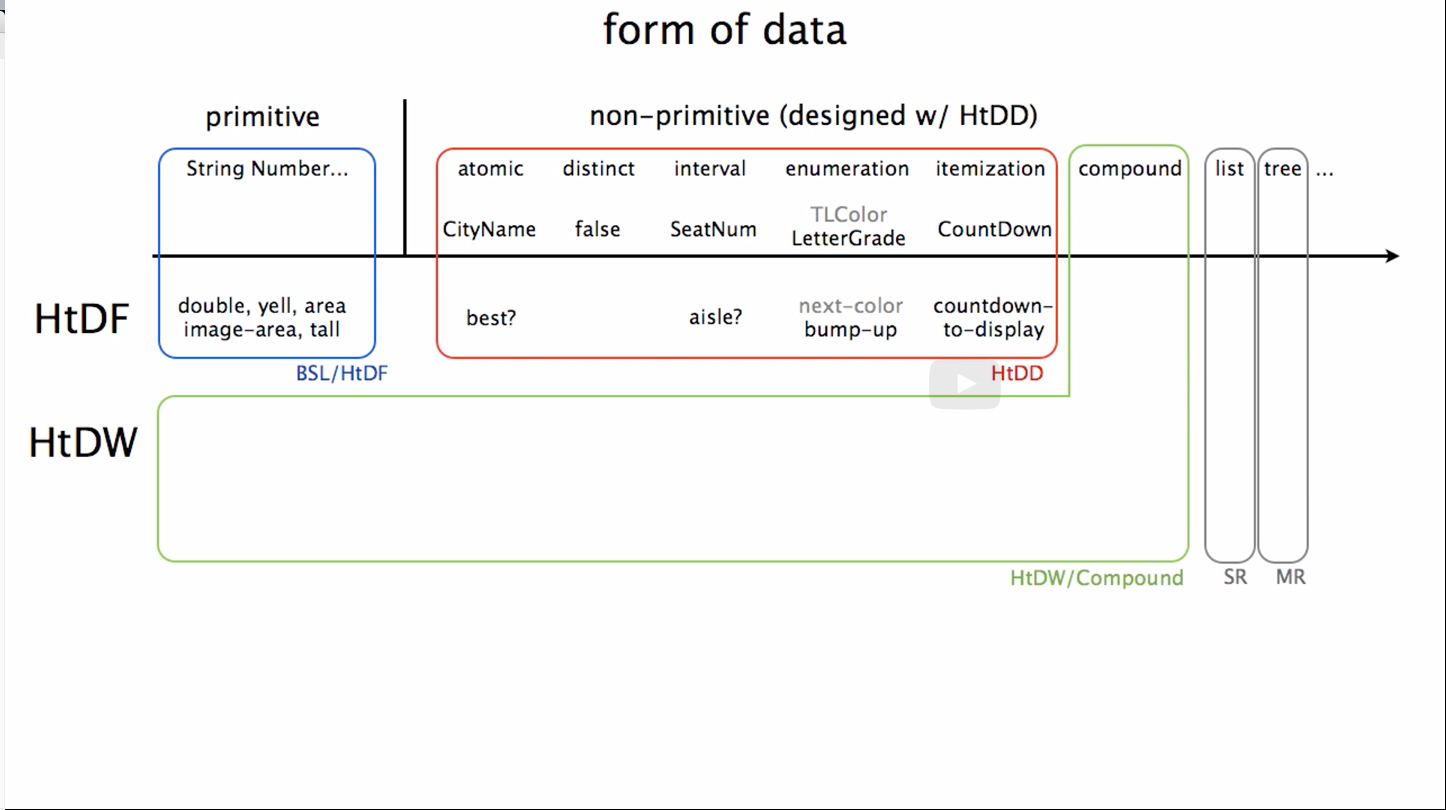 form of data
primitive
non-primitive (designed w/ HtDD)
String Number...
atomic
distinct
interval
enumeration
itemization
compound
list
tree
...
CityName
false
SeatNum
TLColor
LetterGrade
CountDown
HtDF
double, yell, area
image-area, tall
best?
aisle?
next-color
bump-up
countdown-
to-display
BSL/HtDF
HtDD
HtDW
HtDW/Compound
SR
MR